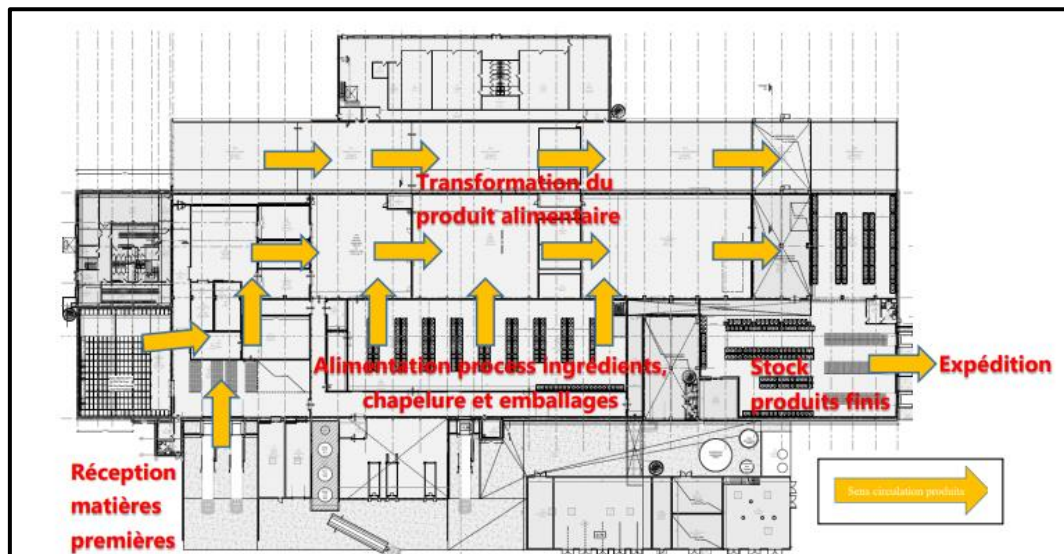 Transformation du
produit alimentaire
Alimentation process ingrédients,
chapelure et emballages
Stock
produits finis
Expédition
Réception
matières
premières
Sens circulation produits